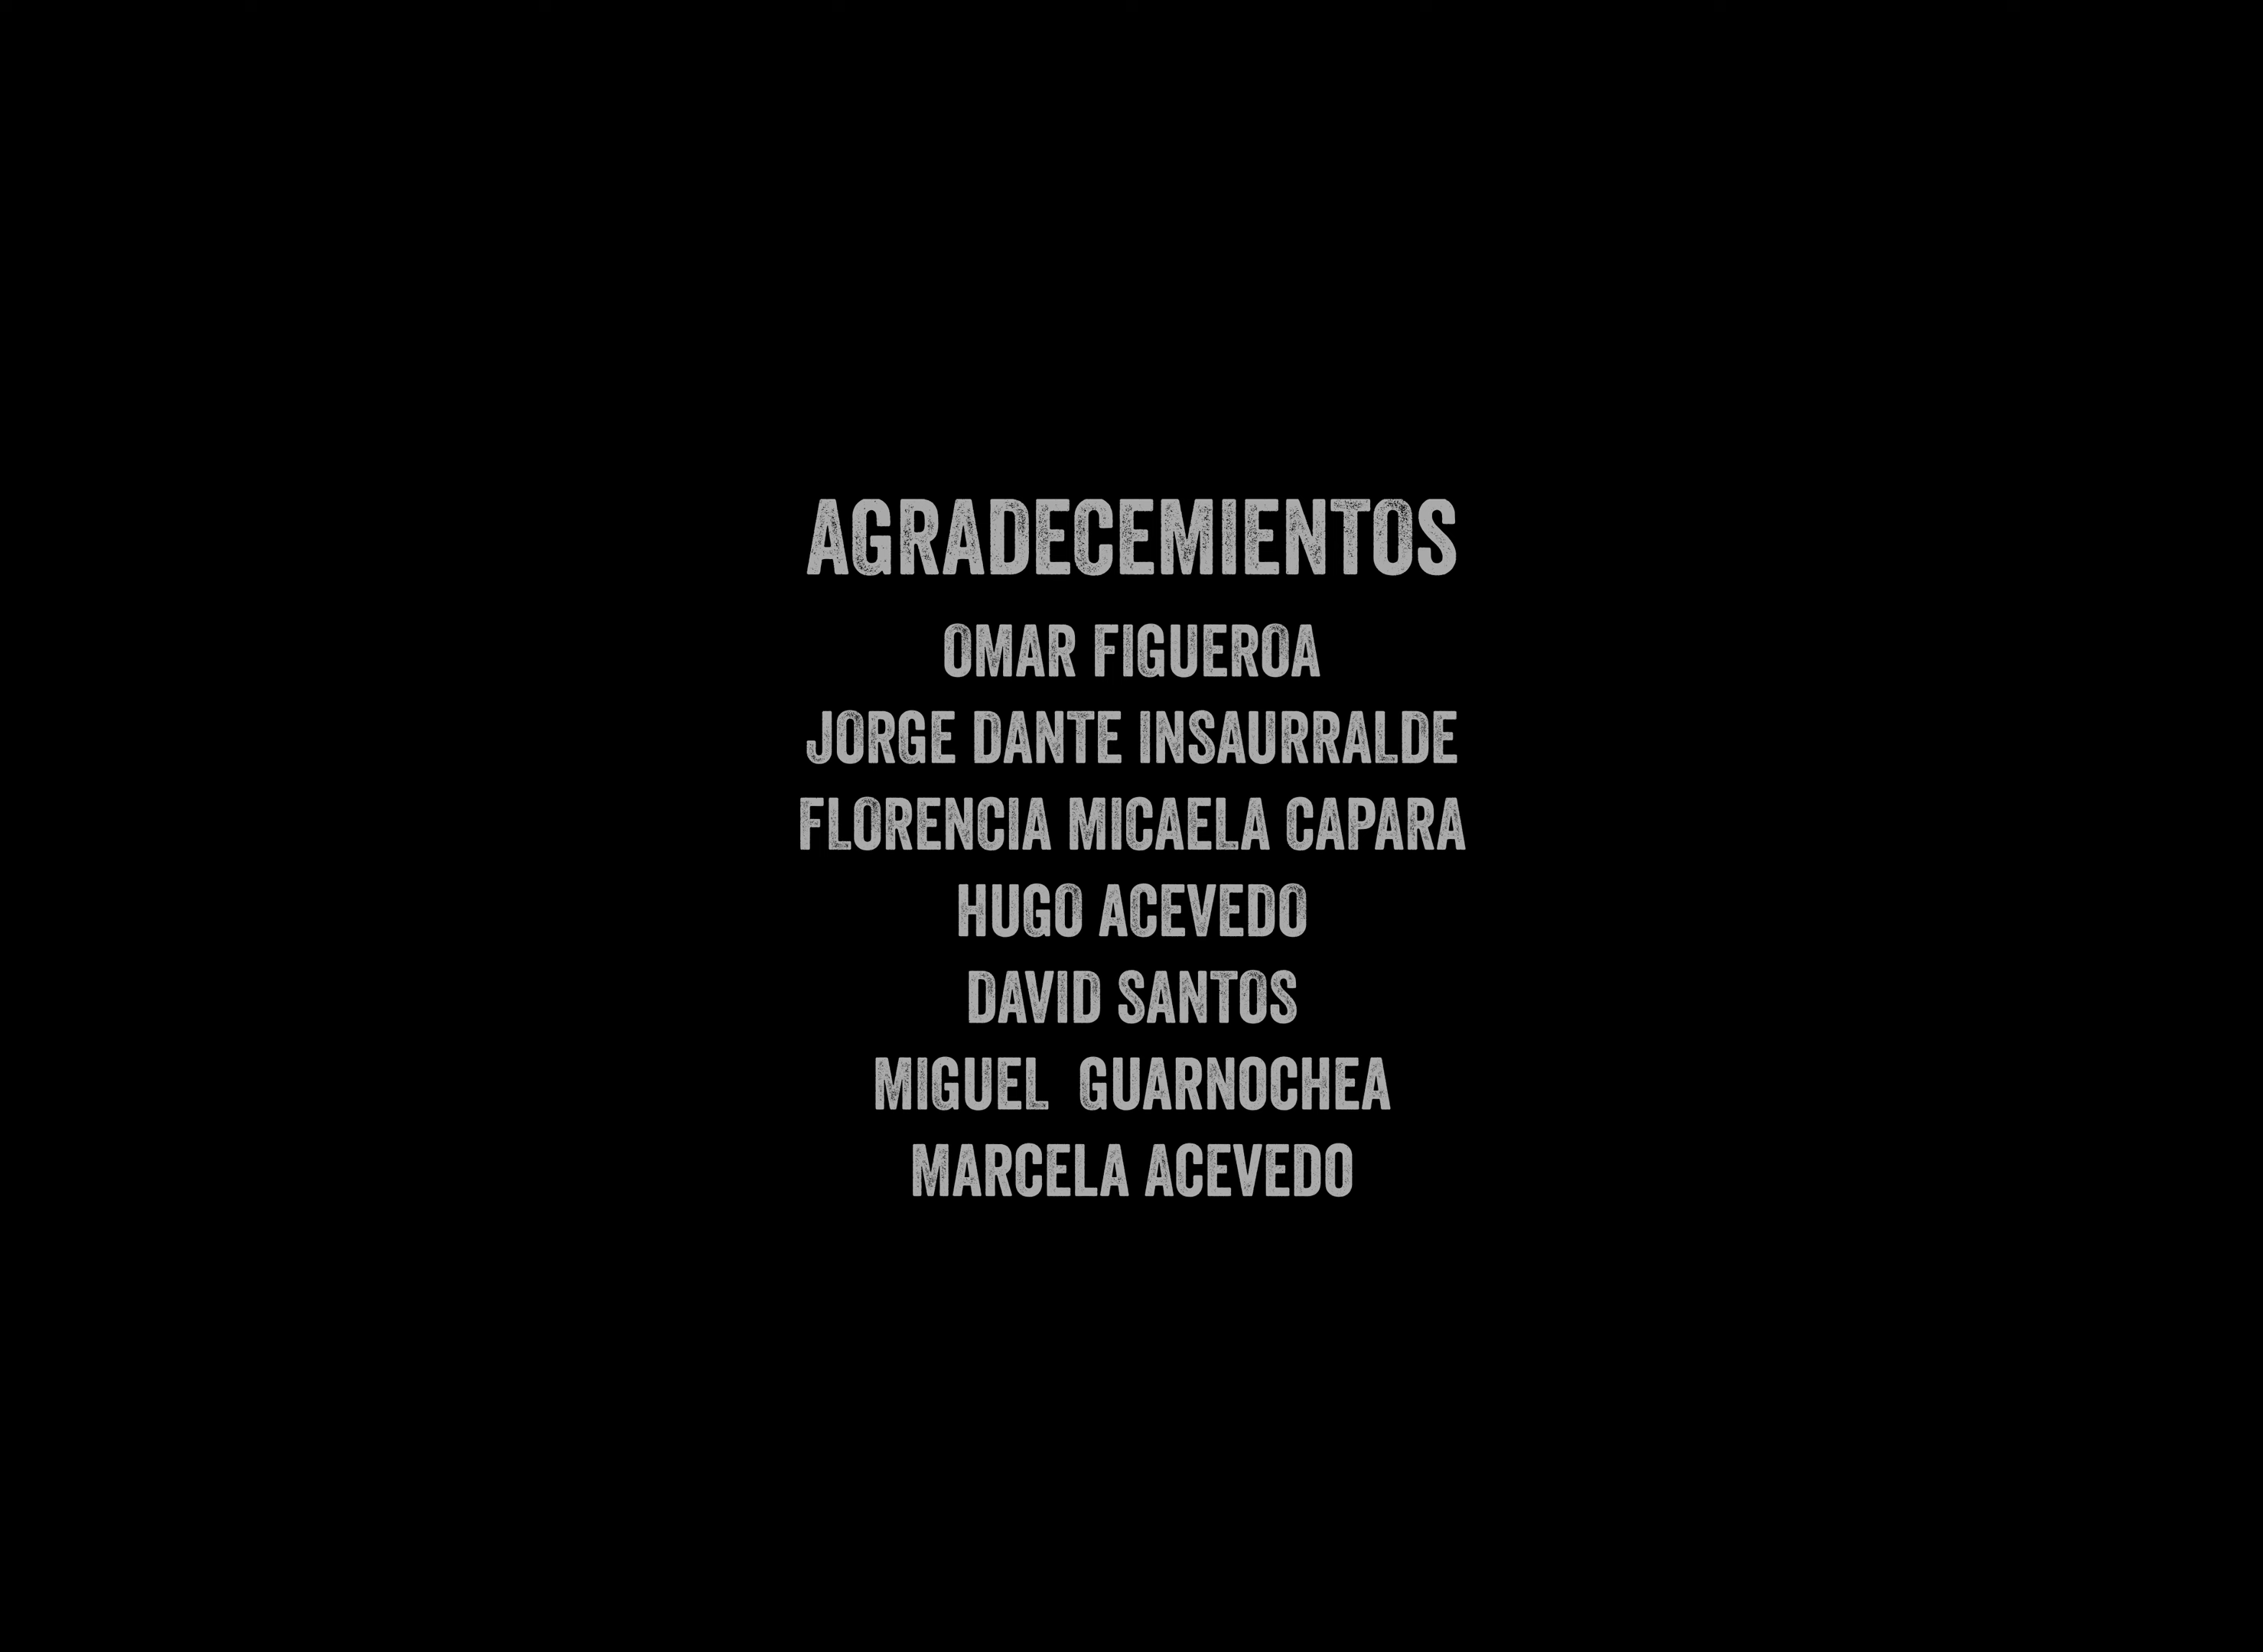 AGRADECEMIENTOS
OMAR FIGUEROA
JORGE DANTE INSAURRALDE
FLORENCIA MICAELA CAPARA
HUGO ACEVEDO
DAVID SANTOS
MIGUEL  GUARNOCHEA
MARCELA ACEVEDO